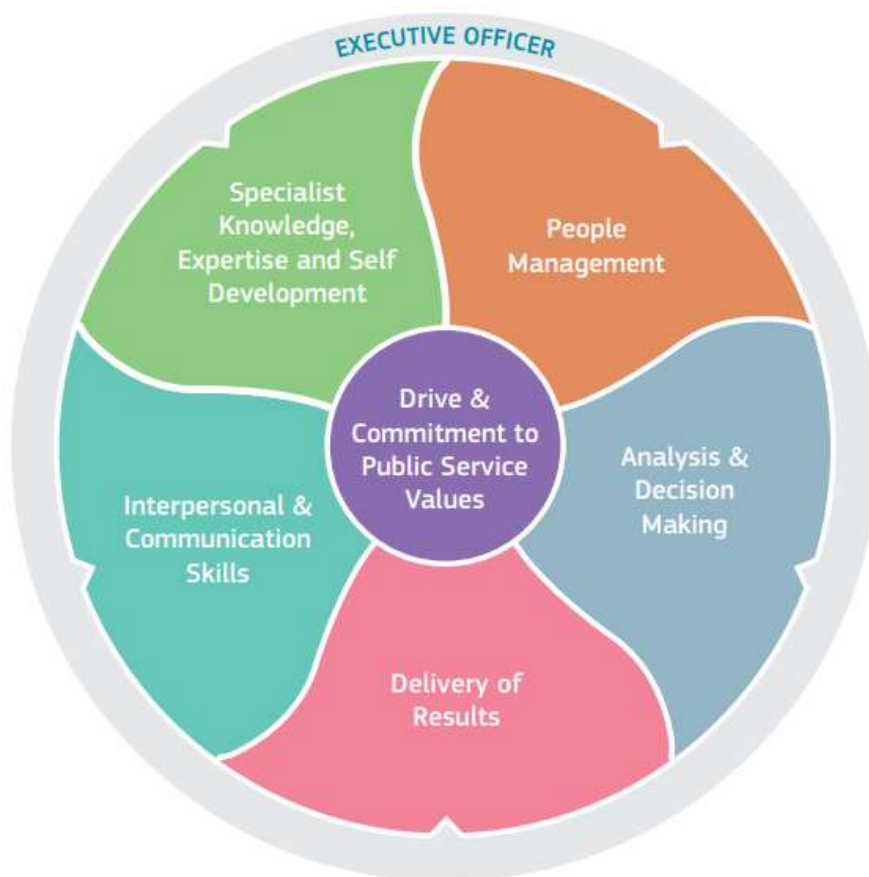 EXECUTIVE OFFICER
Specialist
Knowledge,
Expertise and Self
Development
People
Management
Drive &
Commitment to
Public Service
Values
Analysis &
Decision
Making
Interpersonal &
Communication
Skills
Delivery of
Results